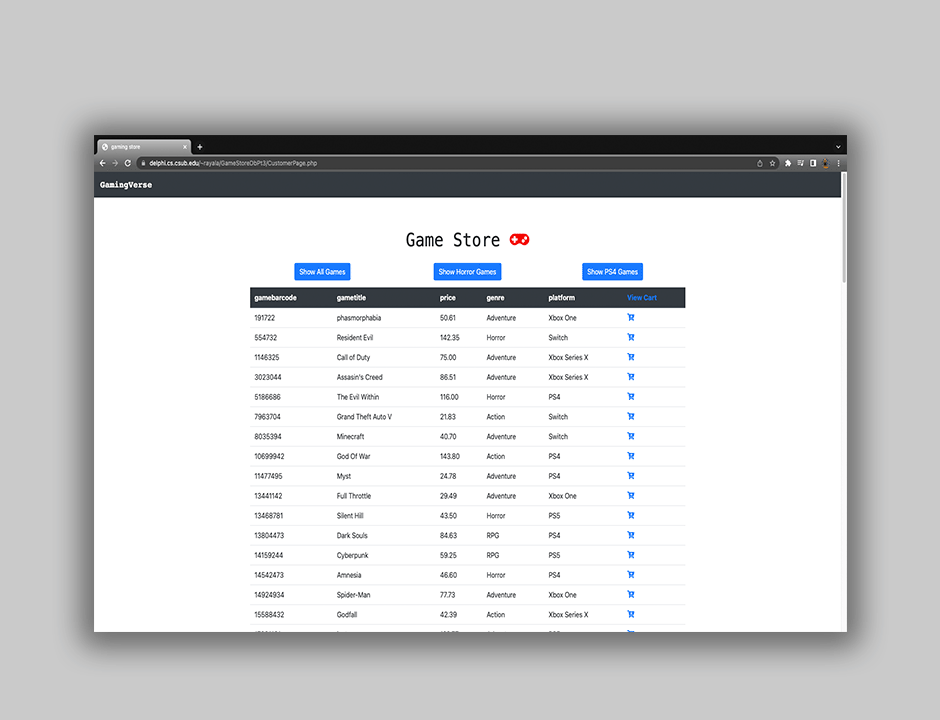 gaming store
delphi.cs.csub.edu/~rayala/GameStoreDbPt3/CustomerPage.php
GamingVerse
Game Store
Show All Games Show Horror Games Show PS4 Games
gamebarcode gametitle price genre platform View Cart
191722 phasmorphabia 50.61 Adventure Xbox One
554732 Resident Evil 142.35 Horror Switch
1146325 Call of Duty 75.00 Adventure Xbox Series X
3023044 Assasin's Creed 86.51 Adventure Xbox Series X
5186686 The Evil Within 116.00 Horror PS4
7963704 Grand Theft Auto V 21.83 Action Switch
8035394 Minecraft 40.70 Adventure Switch
10699942 God Of War 143.80 Action PS4
11477495 Myst 24.78 Adventure PS4
13441142 Full Throttle 29.49 Adventure Xbox One
13468781 Silent Hill 43.50 Horror PS5
13804473 Dark Souls 84.63 RPG PS4
14159244 Cyberpunk 59.25 RPG PS5
14542473 Amnesia 46.60 Horror PS4
14924934 Spider-Man 77.73 Adventure Xbox One
15588432 Godfall 42.39 Action Xbox Series X